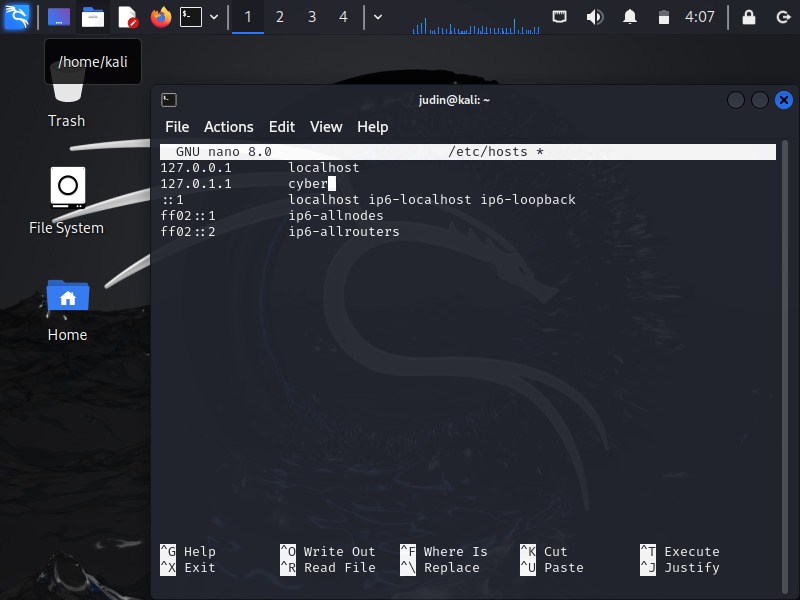 1 2 3 4 4:07
/home/kali
Trash
File System
Home
judin@kali: ~
File Actions Edit View Help
GNU nano 8.0 /etc/hosts *
127.0.0.1 localhost
127.0.1.1 cyber
::1 localhost ip6-localhost ip6-loopback
ff02::1 ip6-allnodes
ff02::2 ip6-allrouters
^G Help ^O Write Out ^F Where Is ^K Cut ^T Execute
^X Exit ^R Read File ^\ Replace ^U Paste ^J Justify